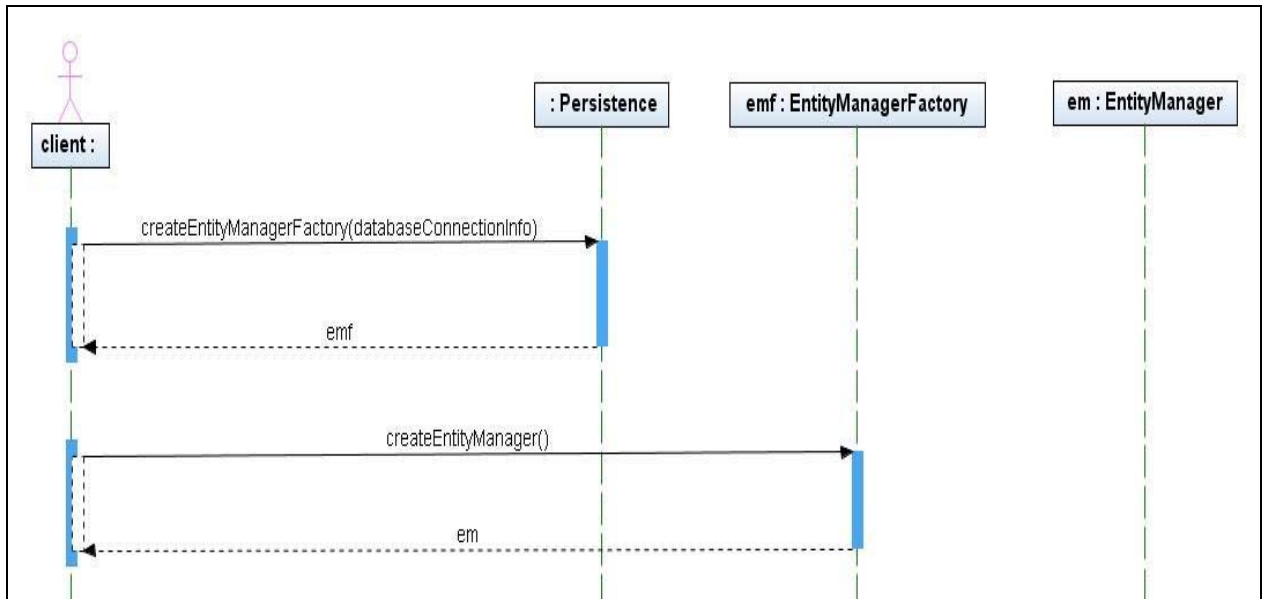 client :
: Persistence
emf : EntityManagerFactory
em : EntityManager
createEntityManagerFactory(databaseConnectionInfo)
emf
createEntityManager()
em